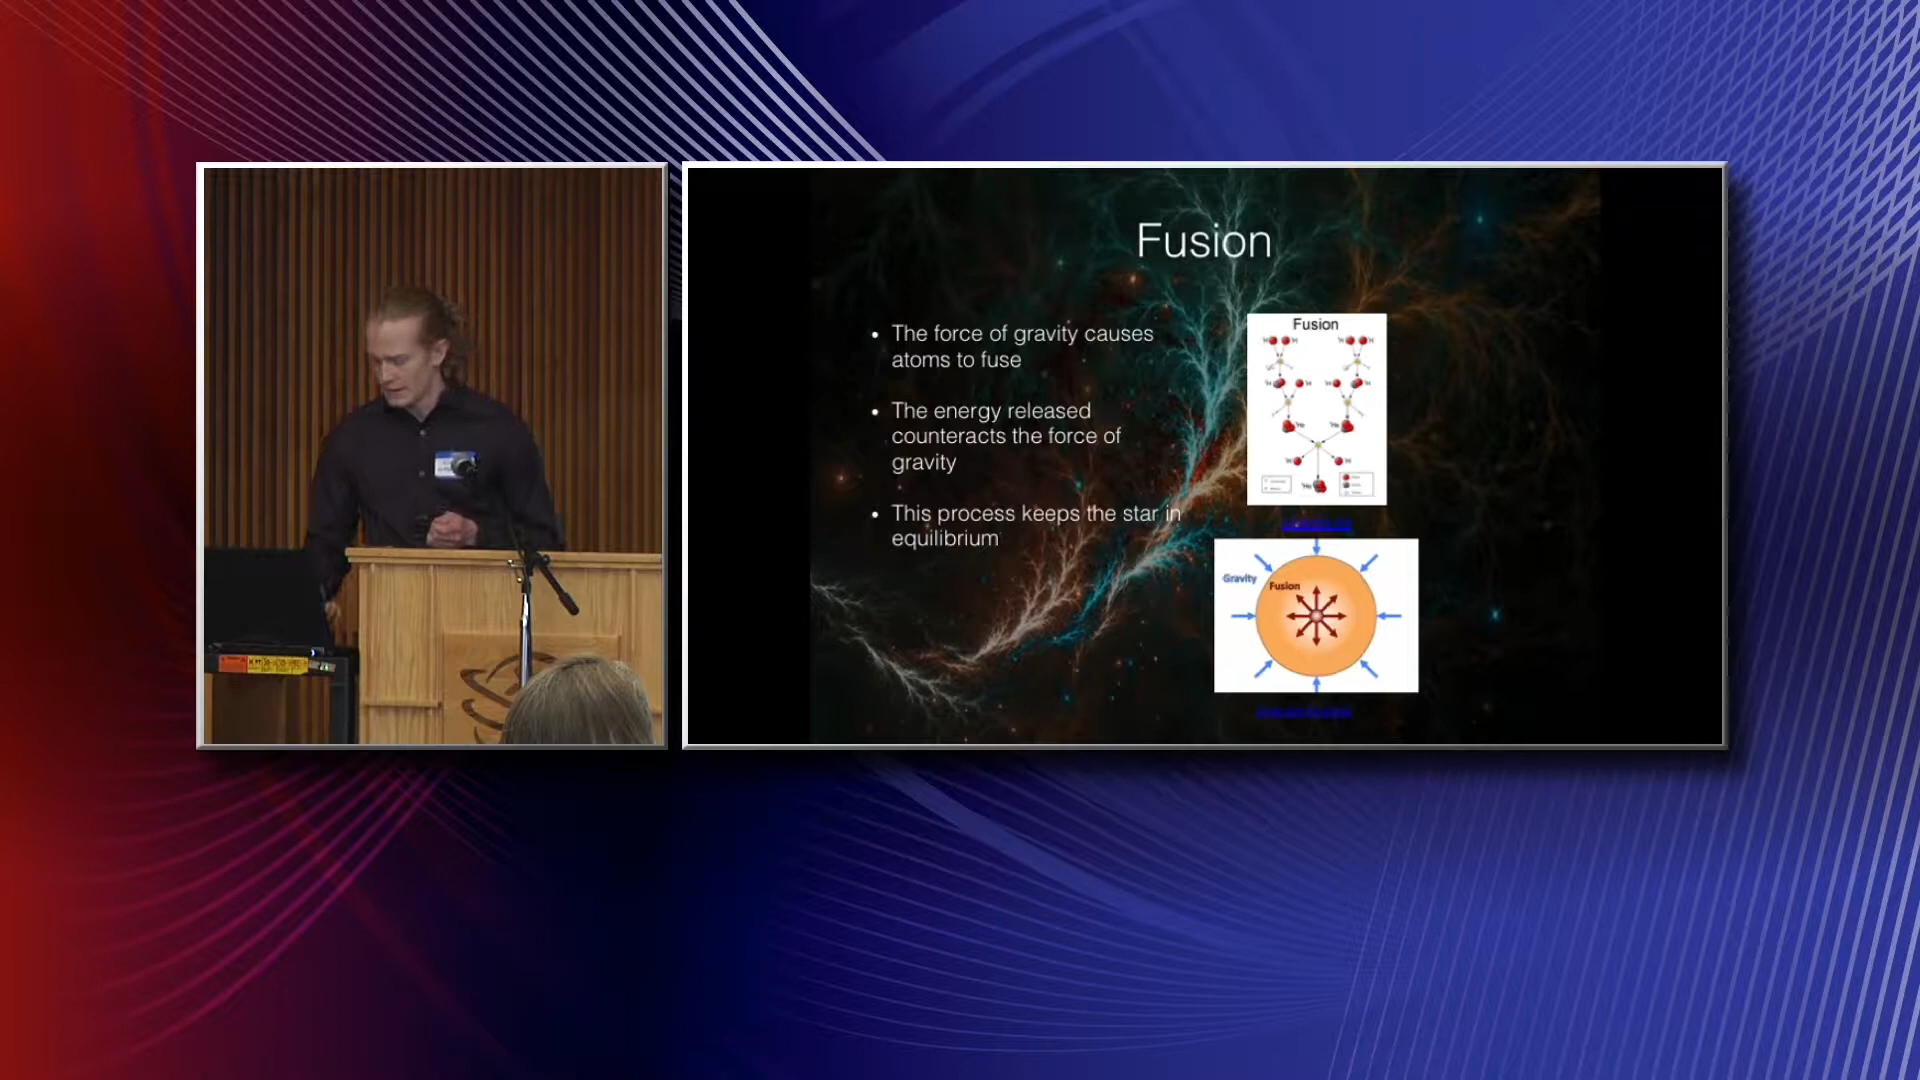 Fusion
• The force of gravity causes
atoms to fuse
• The energy released
counteracts the force of
gravity
• This process keeps the star in
equilibrium
Fusion
Gravity
Fusion